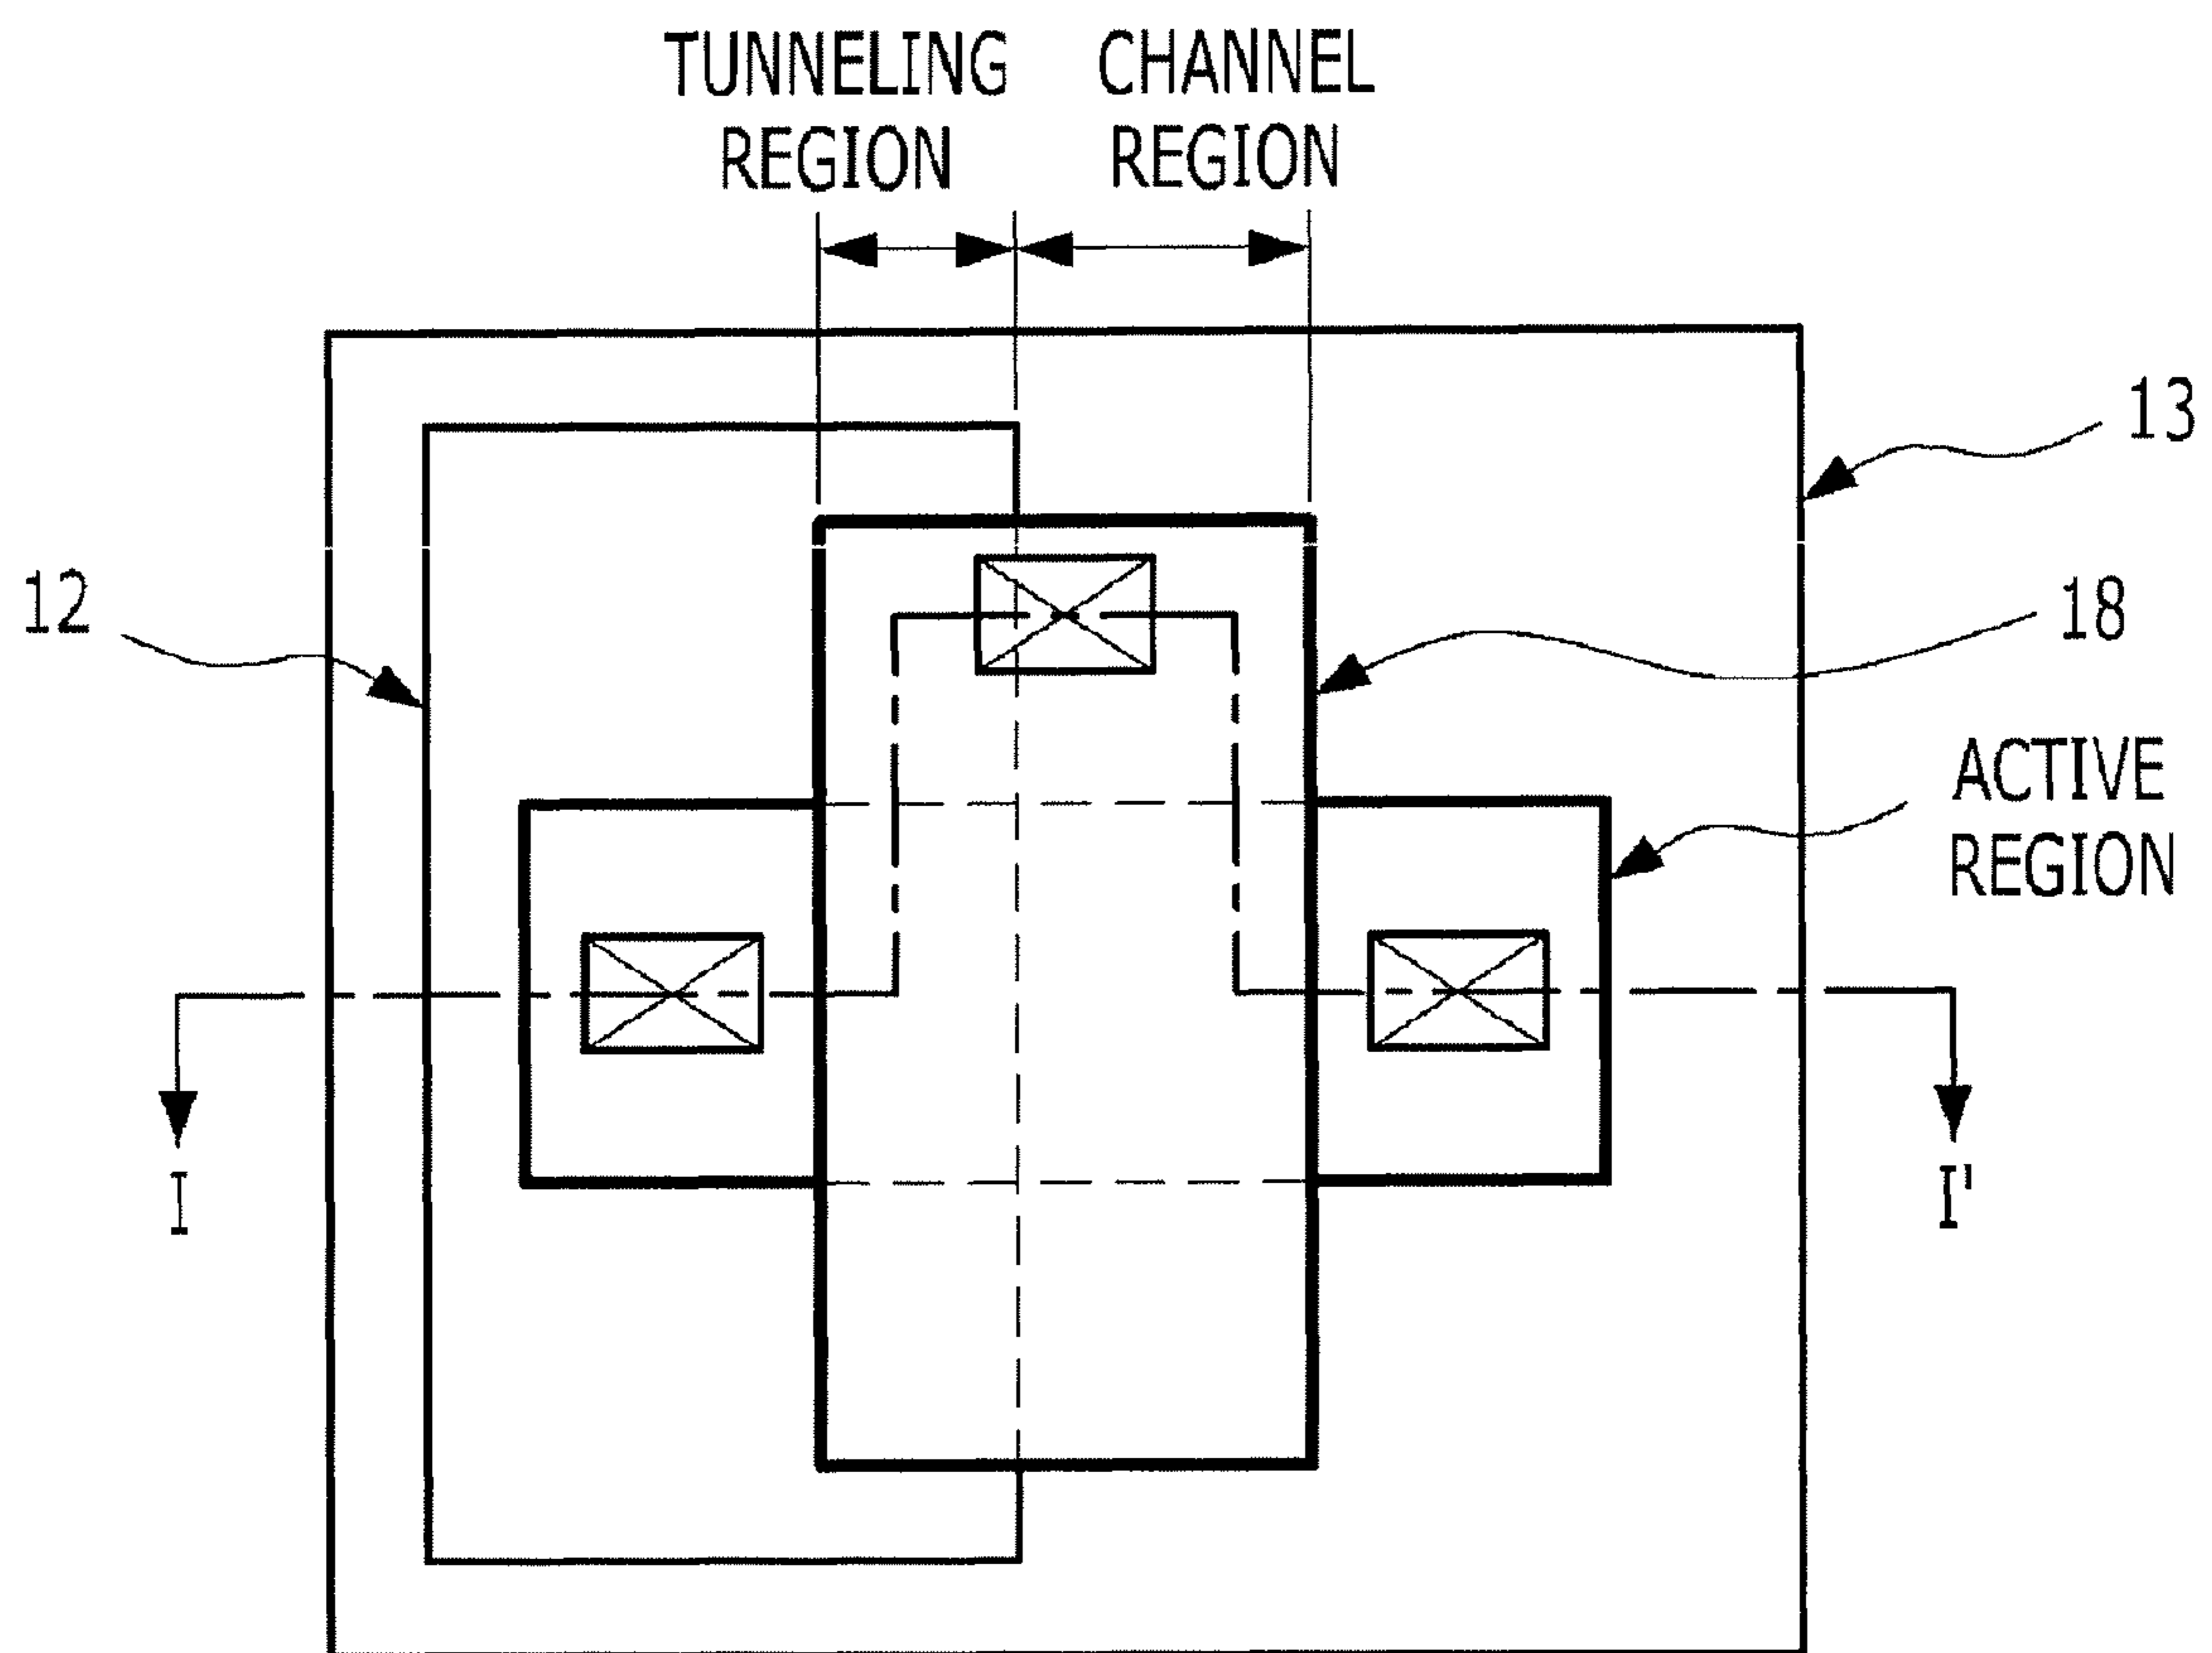 TUNNELING
REGION
CHANNEL
REGION
13
12
18
ACTIVE
REGION
I
I'